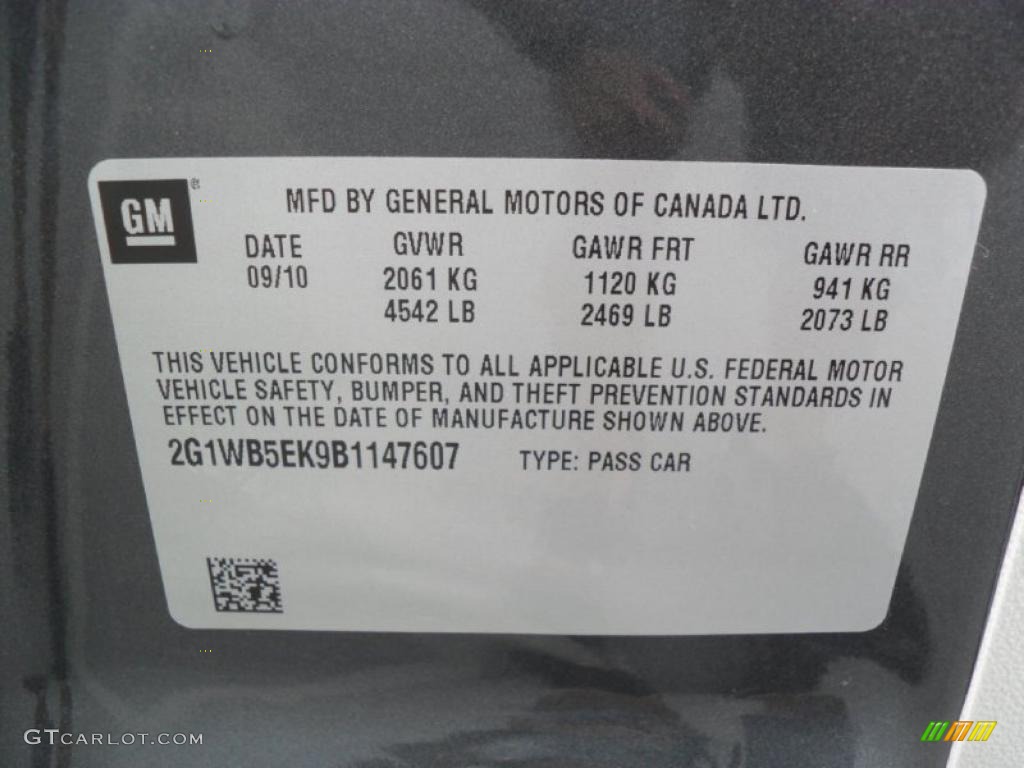 GM ®
MFD BY GENERAL MOTORS OF CANADA LTD.
DATE GVWR GAWR FRT GAWR RR
09/10 2061 KG 1120 KG 941 KG
4542 LB 2469 LB 2073 LB
THIS VEHICLE CONFORMS TO ALL APPLICABLE U.S. FEDERAL MOTOR
VEHICLE SAFETY, BUMPER, AND THEFT PREVENTION STANDARDS IN
EFFECT ON THE DATE OF MANUFACTURE SHOWN ABOVE.
2G1WB5EK9B1147607 TYPE: PASS CAR
GTCARLOT.COM